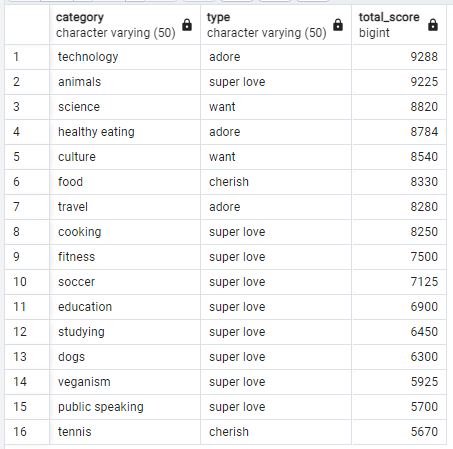 category type total_score
character varying (50) character varying (50) bigint
1 technology adore 9288
2 animals super love 9225
3 science want 8820
4 healthy eating adore 8784
5 culture want 8540
6 food cherish 8330
7 travel adore 8280
8 cooking super love 8250
9 fitness super love 7500
10 soccer super love 7125
11 education super love 6900
12 studying super love 6450
13 dogs super love 6300
14 veganism super love 5925
15 public speaking super love 5700
16 tennis cherish 5670